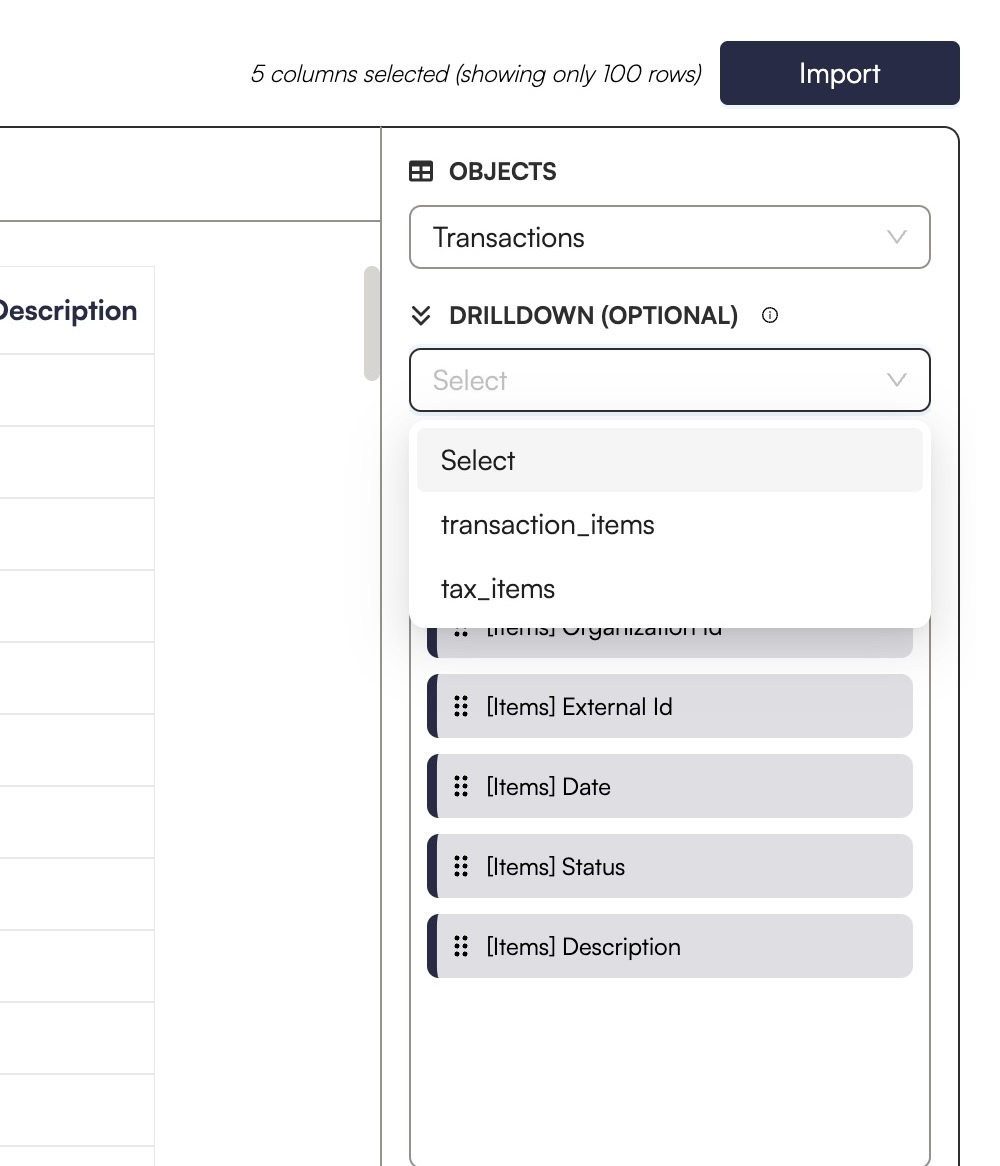 5 columns selected (showing only 100 rows)
Import
OBJECTS
Transactions
Description
DRILLDOWN (OPTIONAL)
Select
Select
transaction_items
tax_items
[Items] Organization Id
[Items] External Id
[Items] Date
[Items] Status
[Items] Description